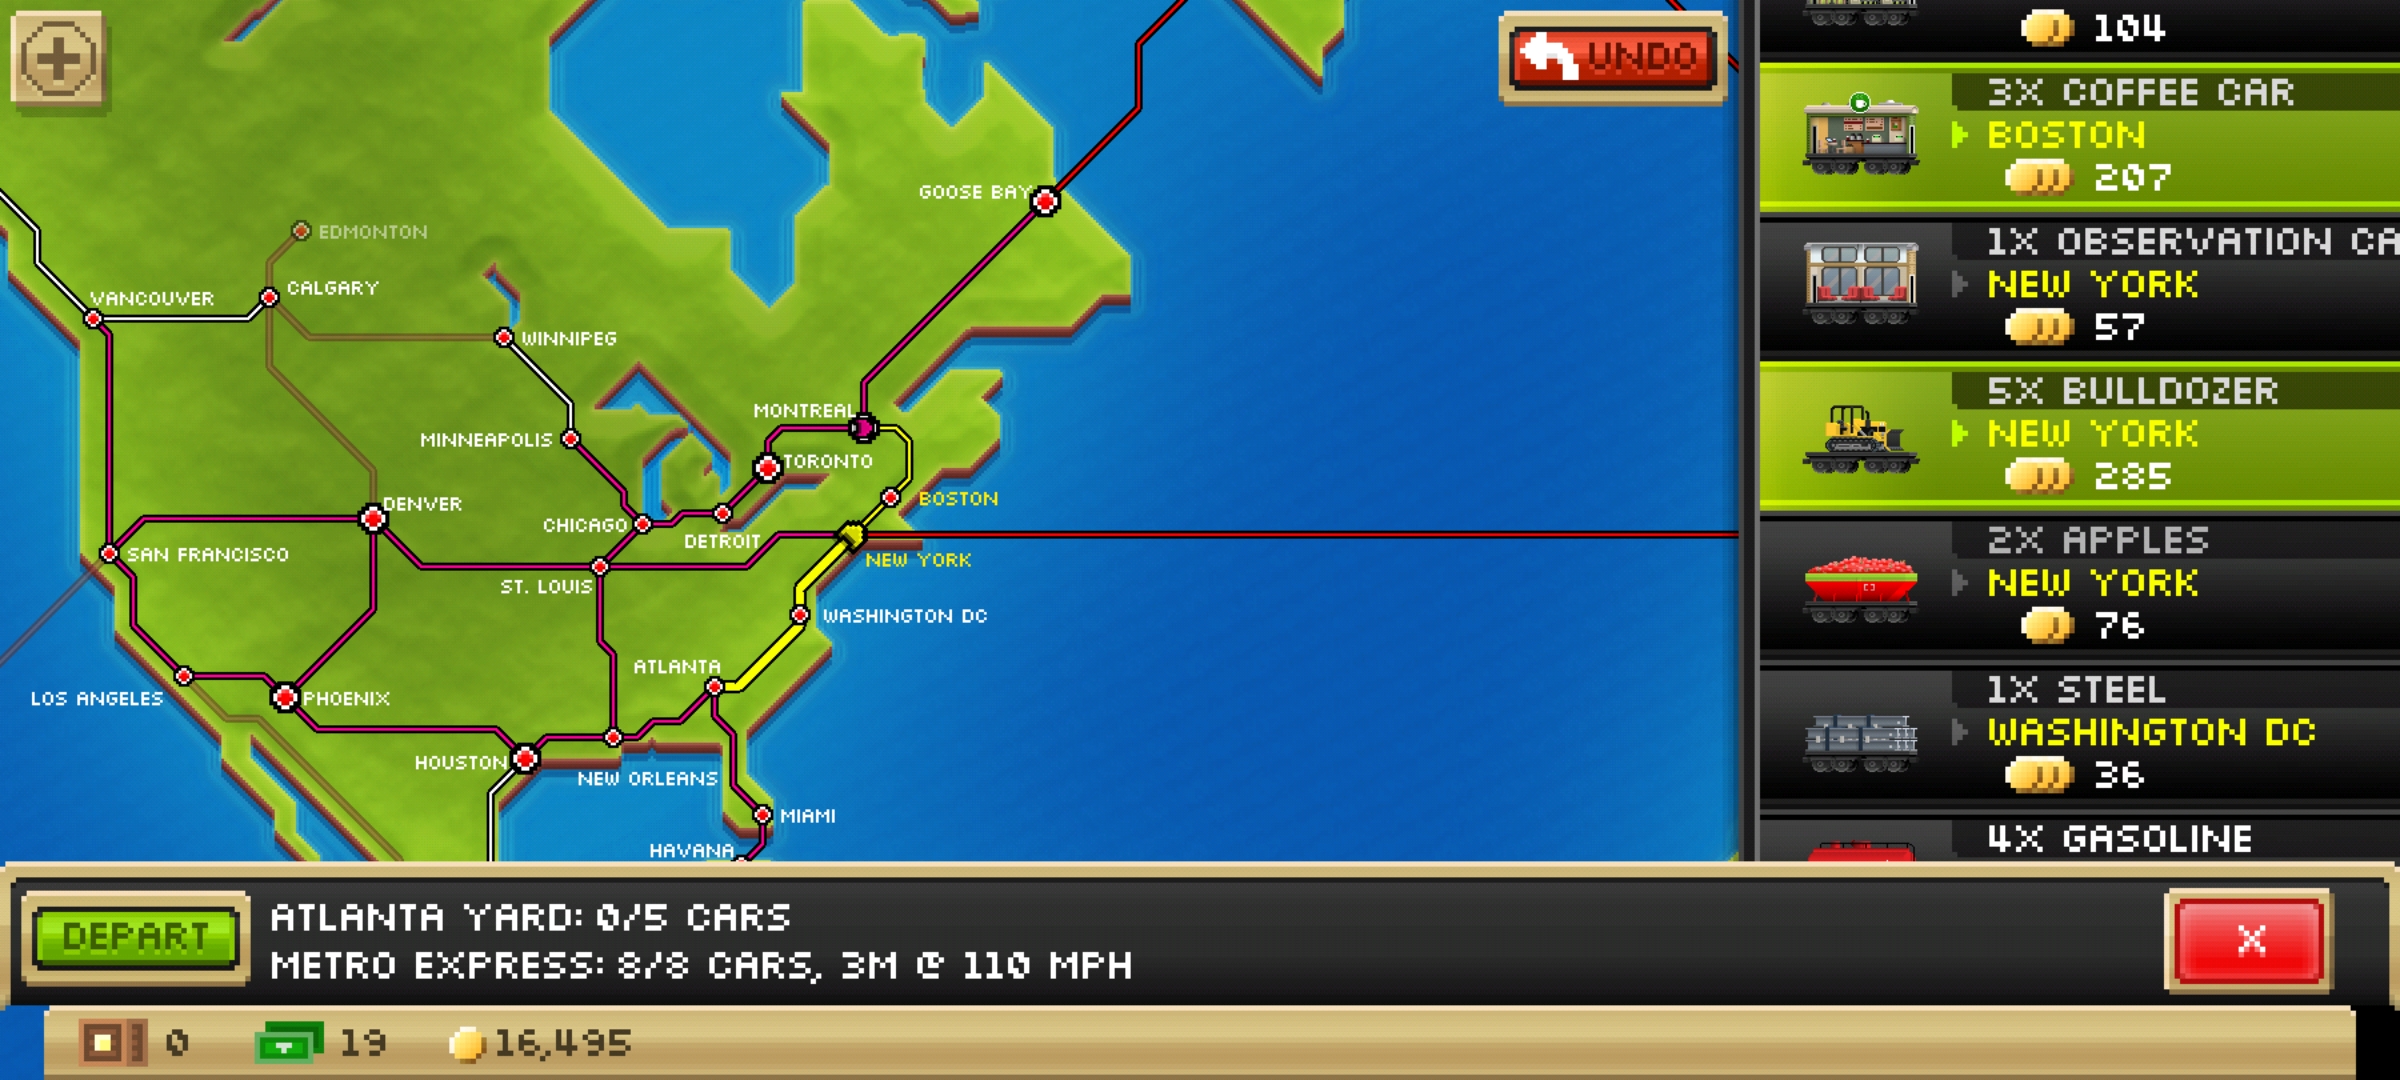 UNDO
GOOSE BAY
EDMONTON
CALGARY
VANCOUVER
WINNIPEG
MONTREAL
MINNEAPOLIS
TORONTO
BOSTON
DENVER
CHICAGO
DETROIT
SAN FRANCISCO
NEW YORK
ST. LOUIS
WASHINGTON DC
ATLANTA
LOS ANGELES
PHOENIX
HOUSTON
NEW ORLEANS
MIAMI
HAVANA
104
3X COFFEE CAR
BOSTON
207
1X OBSERVATION CA
NEW YORK
57
5X BULLDOZER
NEW YORK
285
2X APPLES
NEW YORK
76
1X STEEL
WASHINGTON DC
36
4X GASOLINE
DEPART
ATLANTA YARD: 0/5 CARS
METRO EXPRESS: 8/8 CARS, 3M @ 110 MPH
X
0
19
16,495